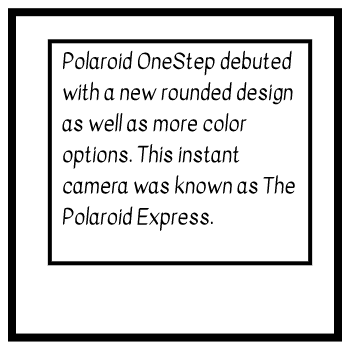 Polaroid OneStep debuted
with a new rounded design
as well as more color
options. This instant
camera was known as The
Polaroid Express.